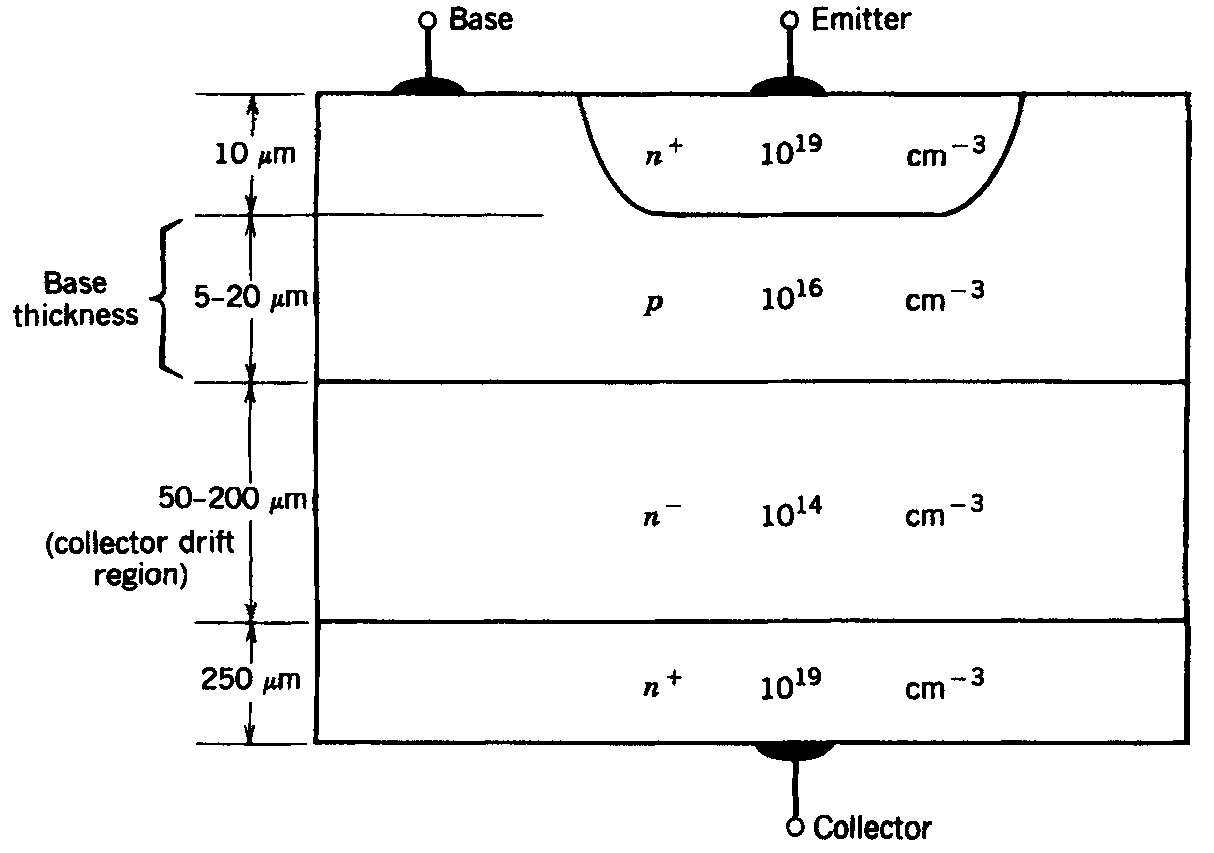 Base
Emitter
10 μm
n⁺ 10¹⁹ cm⁻³
Base
thickness
5–20 μm
p 10¹⁶ cm⁻³
50–200 μm
(collector drift
region)
n⁻ 10¹⁴ cm⁻³
250 μm
n⁺ 10¹⁹ cm⁻³
Collector